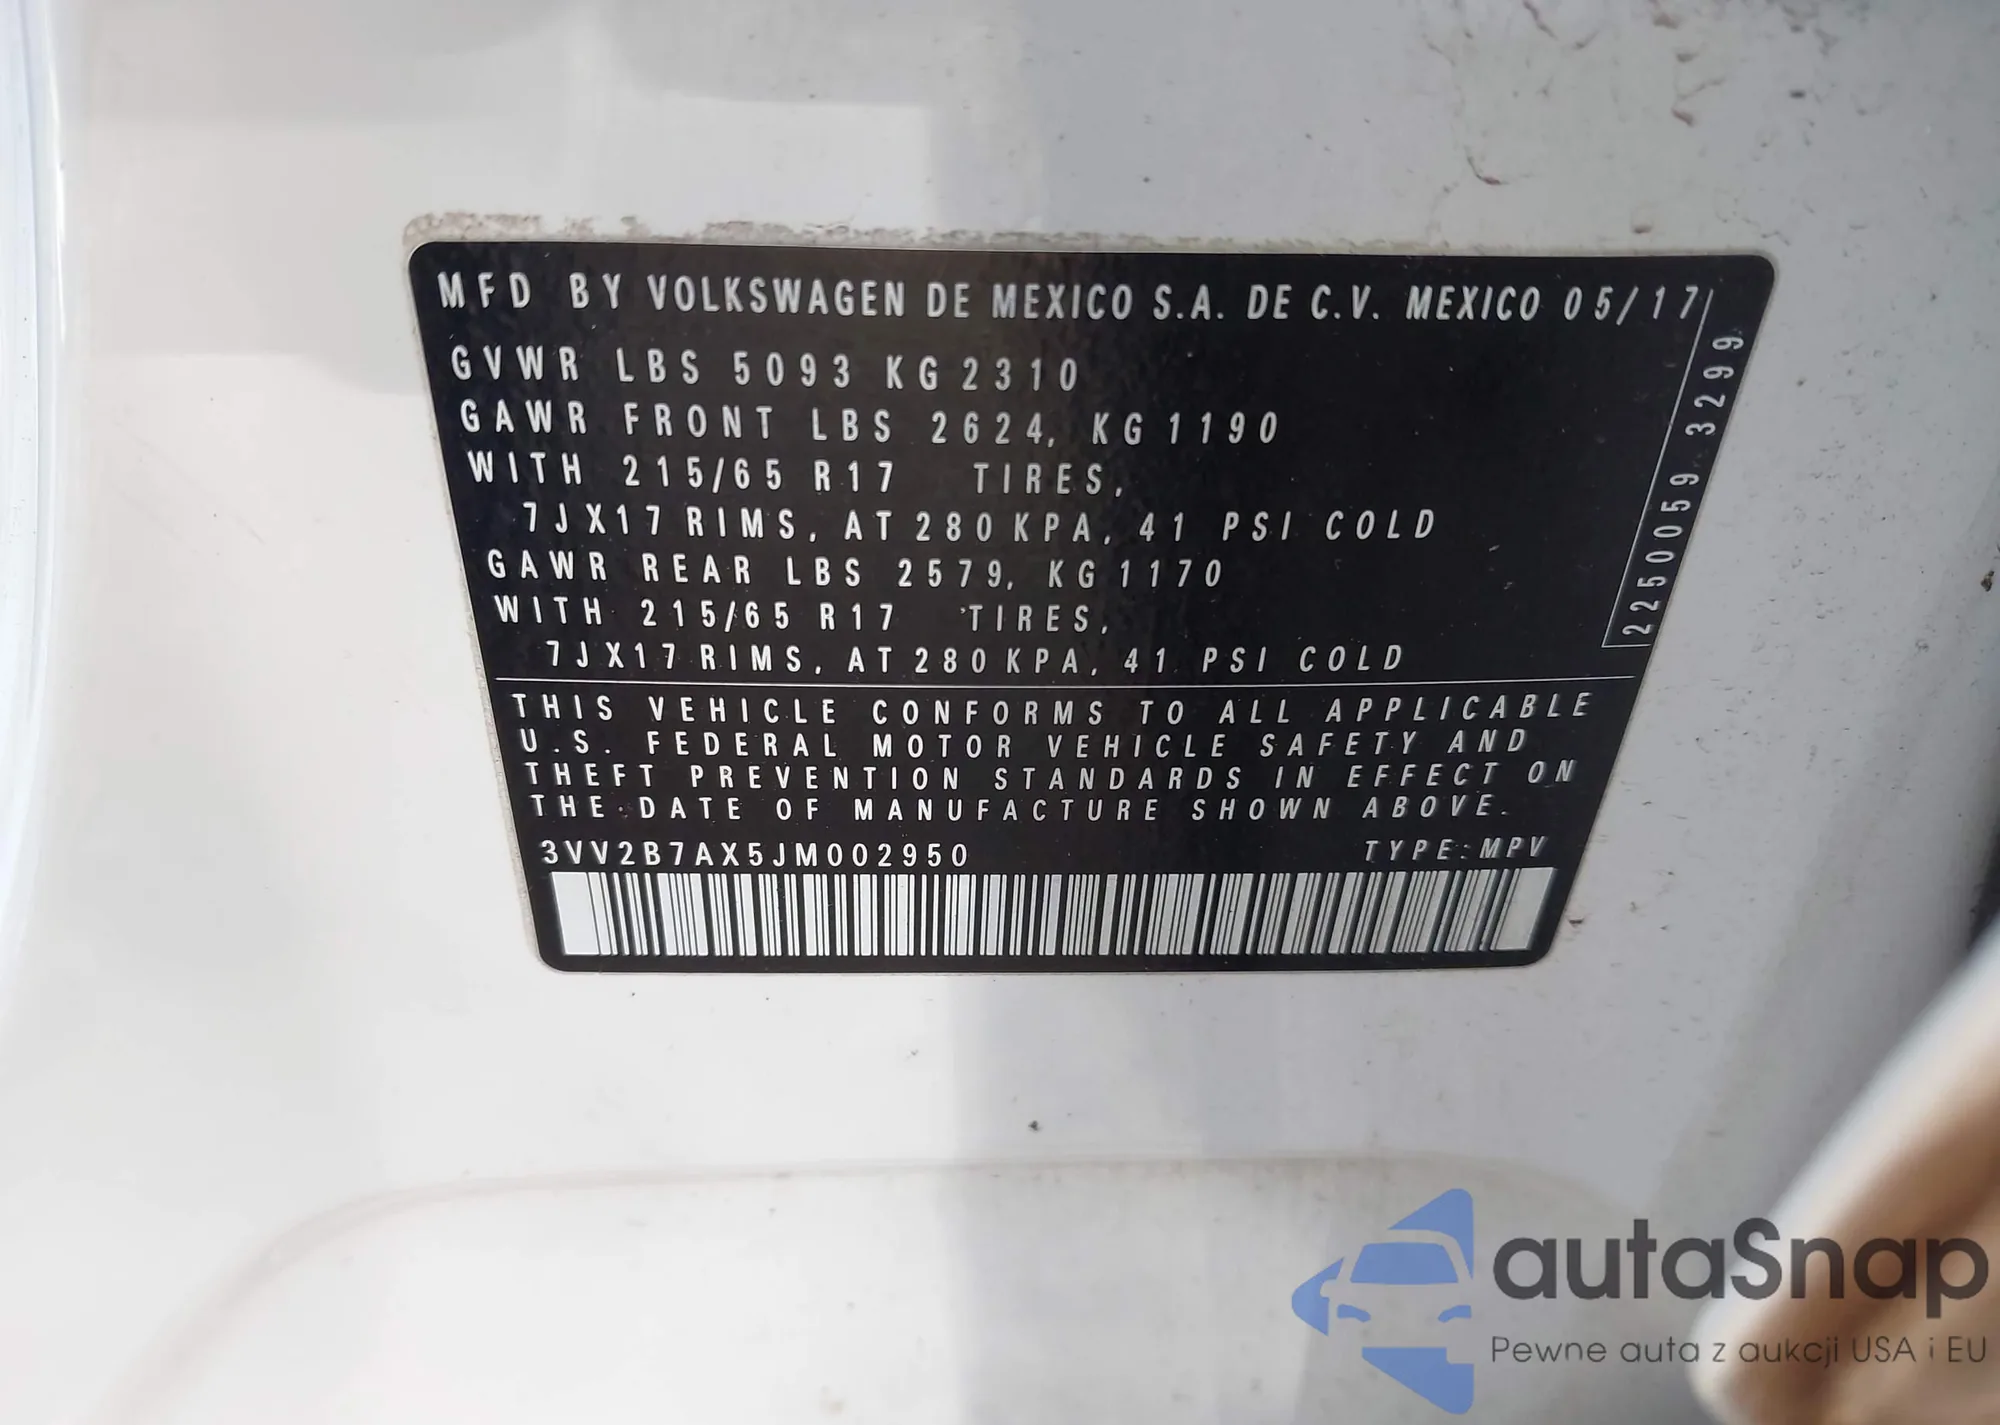 MFD BY VOLKSWAGEN DE MEXICO S.A. DE C.V. MEXICO 05/17
GVWR LBS 5093 KG 2310
GAWR FRONT LBS 2624, KG 1190
WITH 215/65 R17 TIRES,
7JX17 RIMS, AT 280 KPA, 41 PSI COLD
GAWR REAR LBS 2579, KG 1170
WITH 215/65 R17 TIRES,
7JX17 RIMS, AT 280 KPA, 41 PSI COLD
2250059 3299
THIS VEHICLE CONFORMS TO ALL APPLICABLE
U.S. FEDERAL MOTOR VEHICLE SAFETY AND
THEFT PREVENTION STANDARDS IN EFFECT ON
THE DATE OF MANUFACTURE SHOWN ABOVE.
3VV2B7AX5JM002950 TYPE: MPV
autaSnap
Pewne auta z aukcji USA i EU